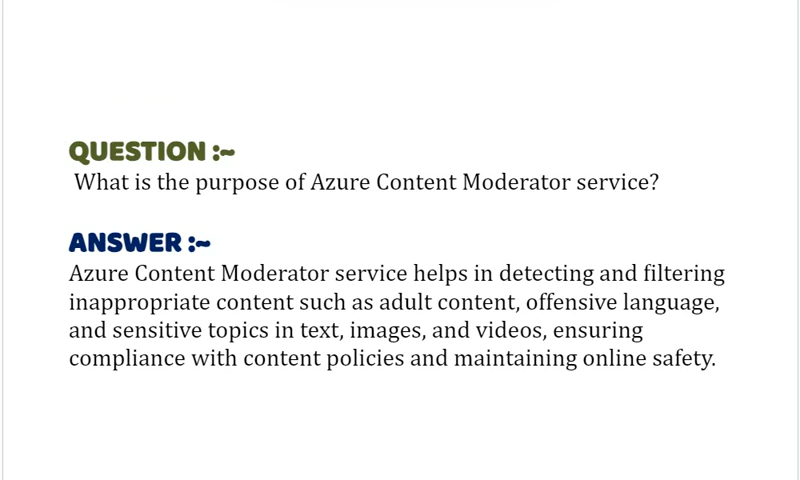 QUESTION :~
What is the purpose of Azure Content Moderator service?
ANSWER :~
Azure Content Moderator service helps in detecting and filtering
inappropriate content such as adult content, offensive language,
and sensitive topics in text, images, and videos, ensuring
compliance with content policies and maintaining online safety.